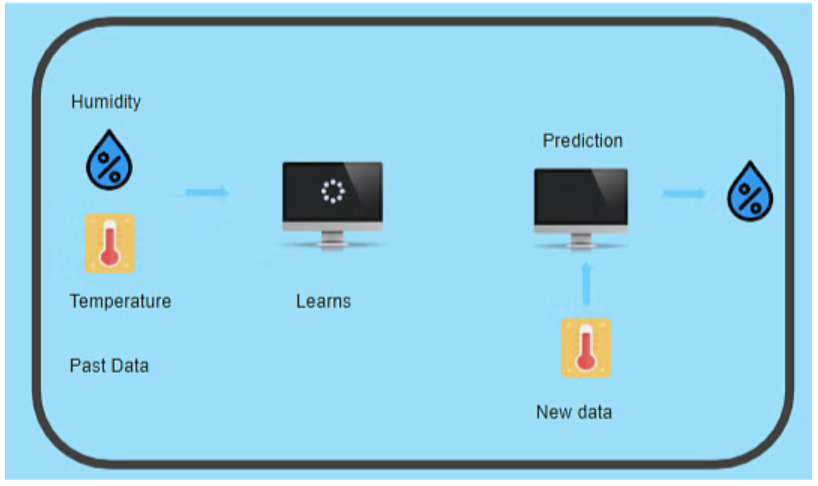 Humidity
Temperature
Past Data
Learns
Prediction
New data